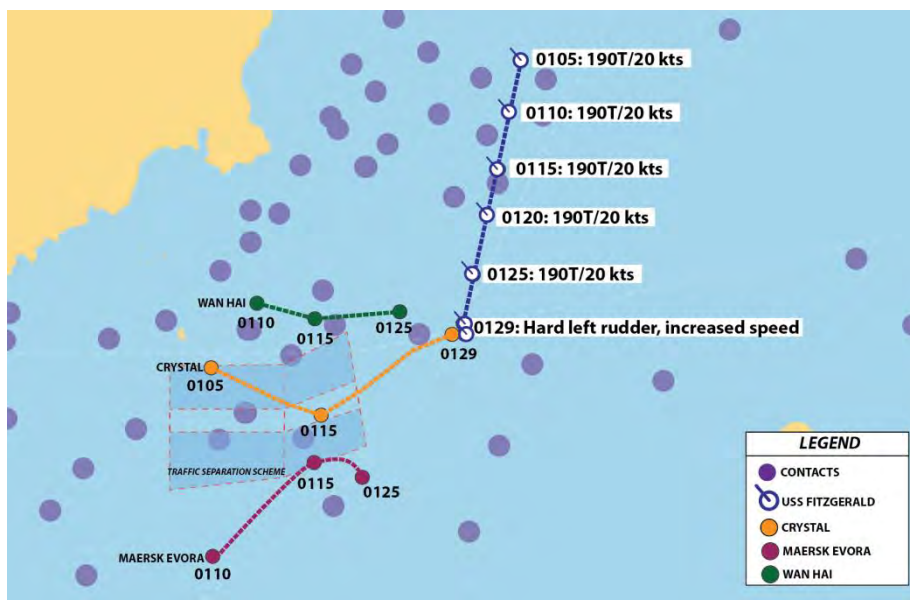 0105: 190T/20 kts
0110: 190T/20 kts
0115: 190T/20 kts
0120: 190T/20 kts
0125: 190T/20 kts
WAN HAI
0110
0115
0125
0129: Hard left rudder, increased speed
0129
CRYSTAL
0105
0115
TRAFFIC SEPARATION SCHEME
0115
0125
MAERSK EVORA
0110
LEGEND
CONTACTS
USS FITZGERALD
CRYSTAL
MAERSK EVORA
WAN HAI